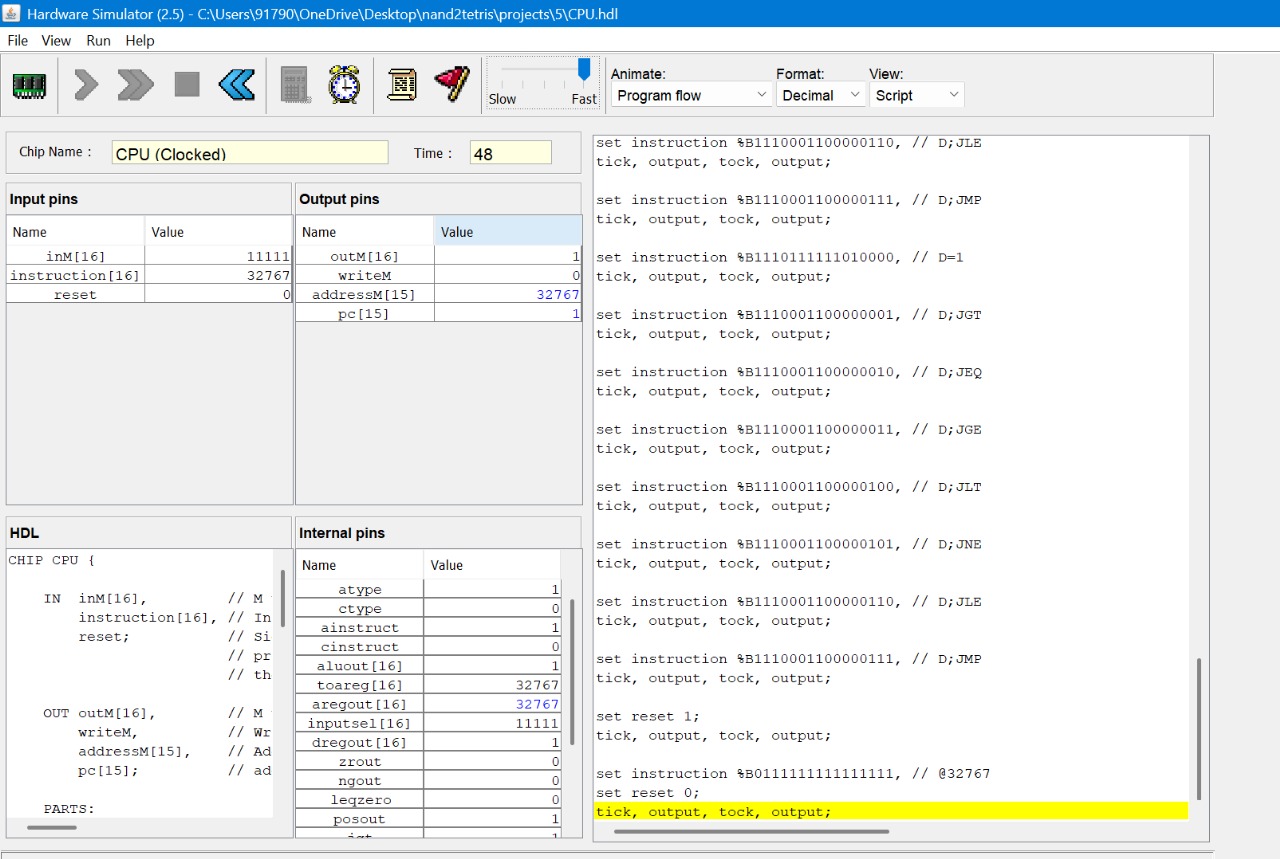 Hardware Simulator (2.5) - C:\Users\91790\OneDrive\Desktop\nand2tetris\projects\5\CPU.hdl
File View Run Help
Slow Fast
Animate: Format: View:
Program flow Decimal Script
Chip Name : CPU (Clocked) Time : 48
Input pins
Name Value
inM[16] 11111
instruction[16] 32767
reset 0
Output pins
Name Value
outM[16] 1
writeM 0
addressM[15] 32767
pc[15] 1
HDL
CHIP CPU {
IN inM[16], // M
instruction[16], // In
reset; // Si
// pr
// th
OUT outM[16], // M
writeM, // Wr
addressM[15], // Ad
pc[15]; // ad
PARTS:
Internal pins
Name Value
atype 1
ctype 0
ainstruct 1
cinstruct 0
aluout[16] 1
toareg[16] 32767
aregout[16] 32767
inputsel[16] 11111
dregout[16] 1
zrout 0
ngout 0
leqzero 0
posout 1
set instruction %B1110001100000110, // D;JLE
tick, output, tock, output;
set instruction %B1110001100000111, // D;JMP
tick, output, tock, output;
set instruction %B1110111111010000, // D=1
tick, output, tock, output;
set instruction %B1110001100000001, // D;JGT
tick, output, tock, output;
set instruction %B1110001100000010, // D;JEQ
tick, output, tock, output;
set instruction %B1110001100000011, // D;JGE
tick, output, tock, output;
set instruction %B1110001100000100, // D;JLT
tick, output, tock, output;
set instruction %B1110001100000101, // D;JNE
tick, output, tock, output;
set instruction %B1110001100000110, // D;JLE
tick, output, tock, output;
set instruction %B1110001100000111, // D;JMP
tick, output, tock, output;
set reset 1;
tick, output, tock, output;
set instruction %B0111111111111111, // @32767
set reset 0;
tick, output, tock, output;